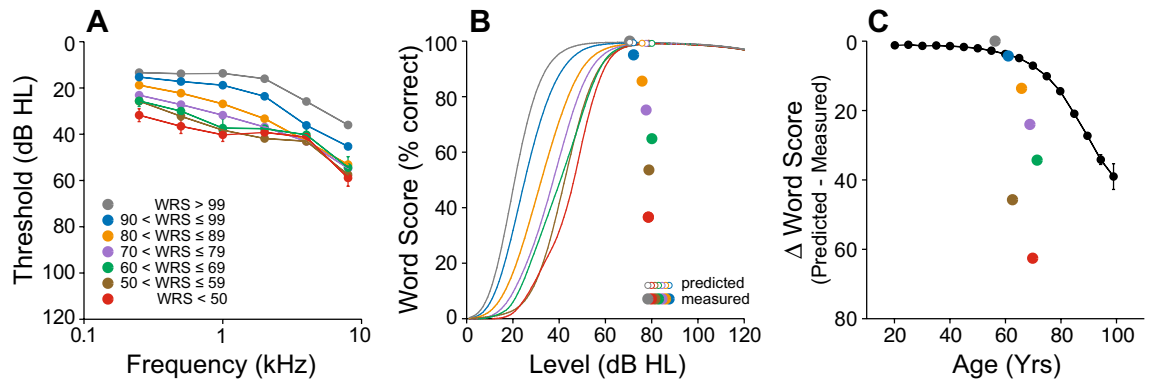 A
Threshold (dB HL)
0
20
40
60
80
100
120
WRS > 99
90 < WRS ≤ 99
80 < WRS ≤ 89
70 < WRS ≤ 79
60 < WRS ≤ 69
50 < WRS ≤ 59
WRS < 50
0.1 1 10
Frequency (kHz)
B
Word Score (% correct)
100
80
60
40
20
0
predicted
measured
0 20 40 60 80 100 120
Level (dB HL)
C
Δ Word Score
(Predicted - Measured)
0
20
40
60
80
20 40 60 80 100
Age (Yrs)